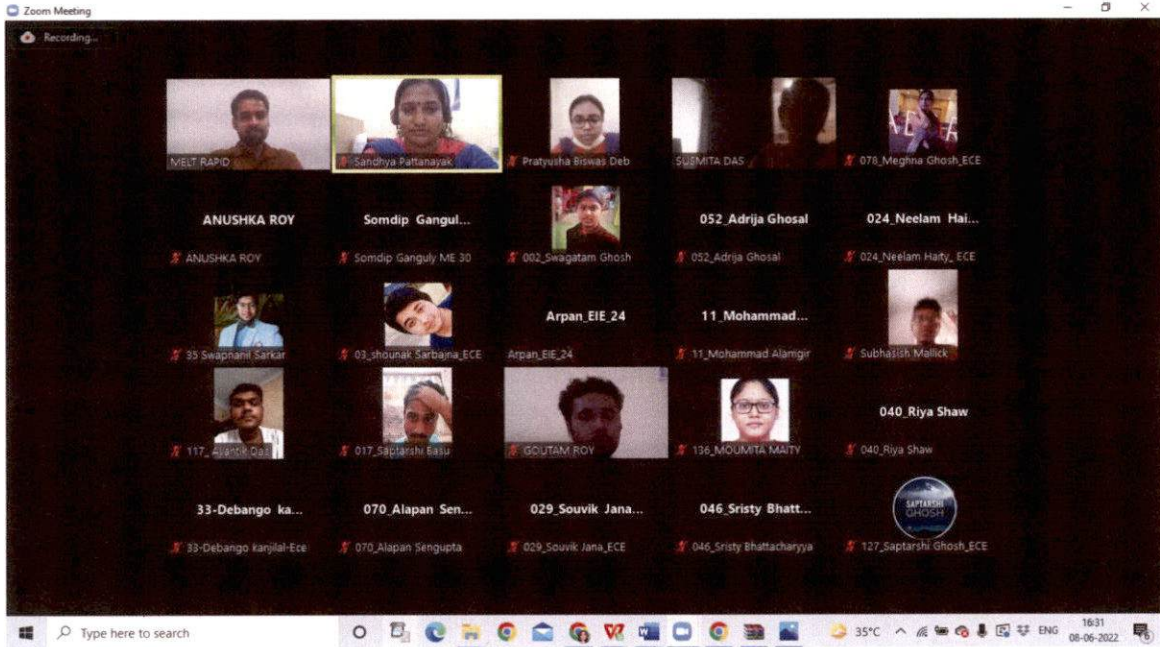 Zoom Meeting
Recording...
MELT RAPID
Sandhya Pattanayak
Pratyusha Biswas Deb
SUSMITA DAS
078_Meghna Ghosh_ECE
ANUSHKA ROY
Somdip Gangul...
052_Adrija Ghosal
024_Neelam Hai...
ANUSHKA ROY
Somdip Ganguly ME 30
002_Swagatam Ghosh
052_Adrija Ghosal
024_Neelam Haity_ ECE
Arpan_EIE_24
11_Mohammad...
35 Swapnanil Sarkar
03_shounak Sarbajna_ECE
Arpan_EIE_24
11_Mohammad Alamgir
Subhasish Mallick
040_Riya Shaw
117_ Avantik Das
017_Saptarshi Basu
GOUTAM ROY
136_MOUMITA MAITY
040_Riya Shaw
33-Debango ka...
070_Alapan Sen...
029_Souvik Jana...
046_Sristy Bhatt...
SAPTARSHI
GHOSH
33-Debango kanjilal-Ece
070_Alapan Sengupta
029_Souvik Jana_ECE
046_Sristy Bhattacharyya
127_Saptarshi Ghosh_ECE
Type here to search
35°C
ENG
16:31
08-06-2022